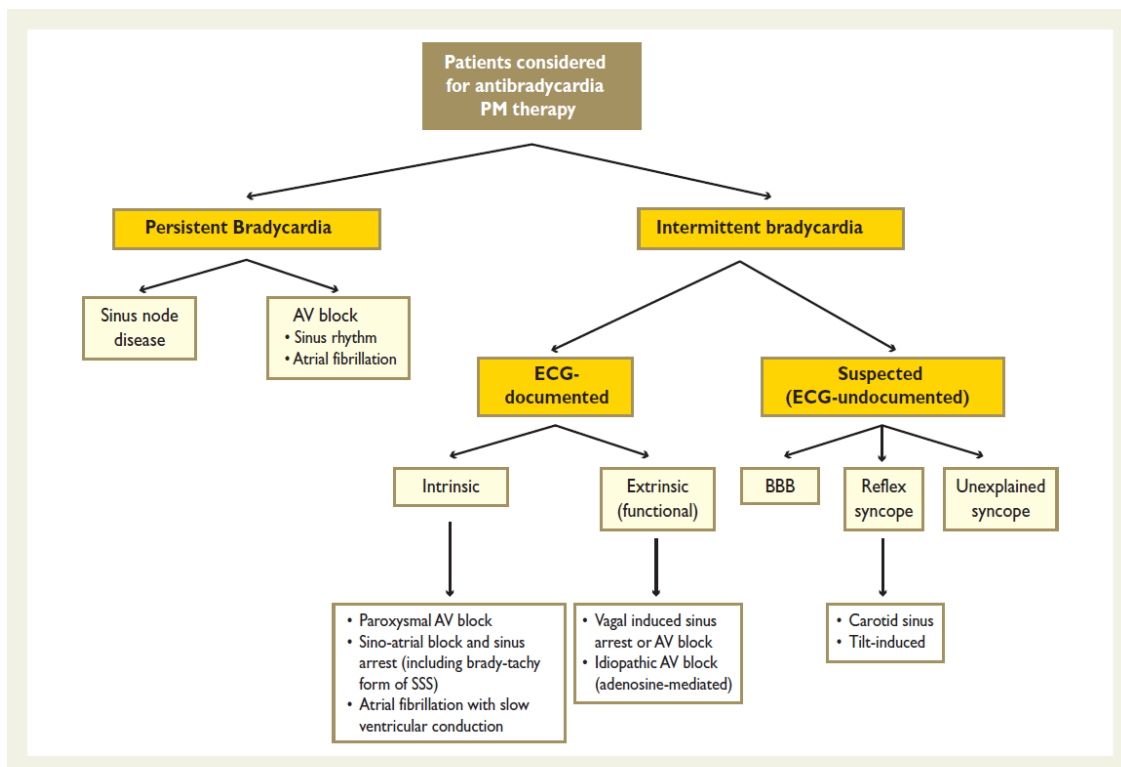 Patients considered
for antibradycardia
PM therapy
Persistent Bradycardia
Intermittent bradycardia
Sinus node
disease
AV block
• Sinus rhythm
• Atrial fibrillation
ECG-
documented
Suspected
(ECG-undocumented)
Intrinsic
Extrinsic
(functional)
BBB
Reflex
syncope
Unexplained
syncope
• Paroxysmal AV block
• Sino-atrial block and sinus
arrest (including brady-tachy
form of SSS)
• Atrial fibrillation with slow
ventricular conduction
• Vagal induced sinus
arrest or AV block
• Idiopathic AV block
(adenosine-mediated)
• Carotid sinus
• Tilt-induced